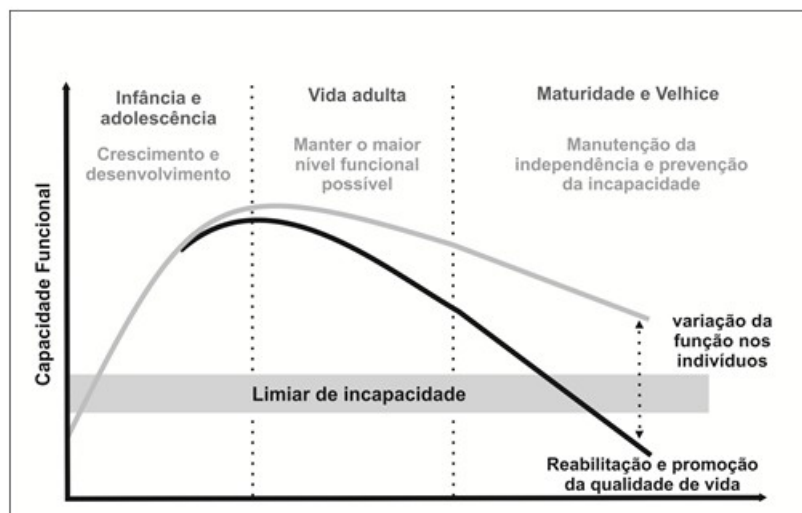 Infância e
adolescência
Crescimento e
desenvolvimento
Vida adulta
Manter o maior
nível funcional
possível
Maturidade e Velhice
Manutenção da
independência e prevenção
da incapacidade
Capacidade Funcional
variação da
função nos
indivíduos
Limiar de incapacidade
Reabilitação e promoção
da qualidade de vida